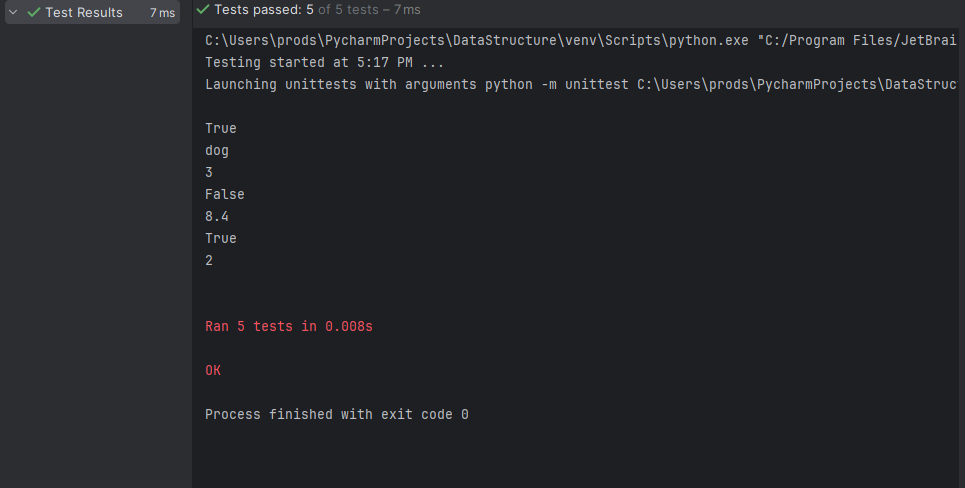 Test Results 7 ms
Tests passed: 5 of 5 tests – 7 ms
C:\Users\prods\PycharmProjects\DataStructure\venv\Scripts\python.exe "C:/Program Files/JetBrai
Testing started at 5:17 PM ...
Launching unittests with arguments python -m unittest C:\Users\prods\PycharmProjects\DataStruc
True
dog
3
False
8.4
True
2
Ran 5 tests in 0.008s
OK
Process finished with exit code 0